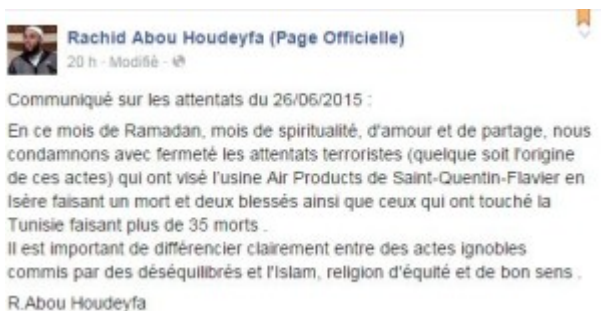 Rachid Abou Houdeyfa (Page Officielle)
20 h · Modifié ·
Communiqué sur les attentats du 26/06/2015 :
En ce mois de Ramadan, mois de spiritualité, d'amour et de partage, nous
condamnons avec fermeté les attentats terroristes (quelque soit l'origine
de ces actes) qui ont visé l'usine Air Products de Saint-Quentin-Flavier en
Isère faisant un mort et deux blessés ainsi que ceux qui ont touché la
Tunisie faisant plus de 35 morts .
Il est important de différencier clairement entre des actes ignobles
commis par des déséquilibrés et l'Islam, religion d'équité et de bon sens .
R.Abou Houdeyfa